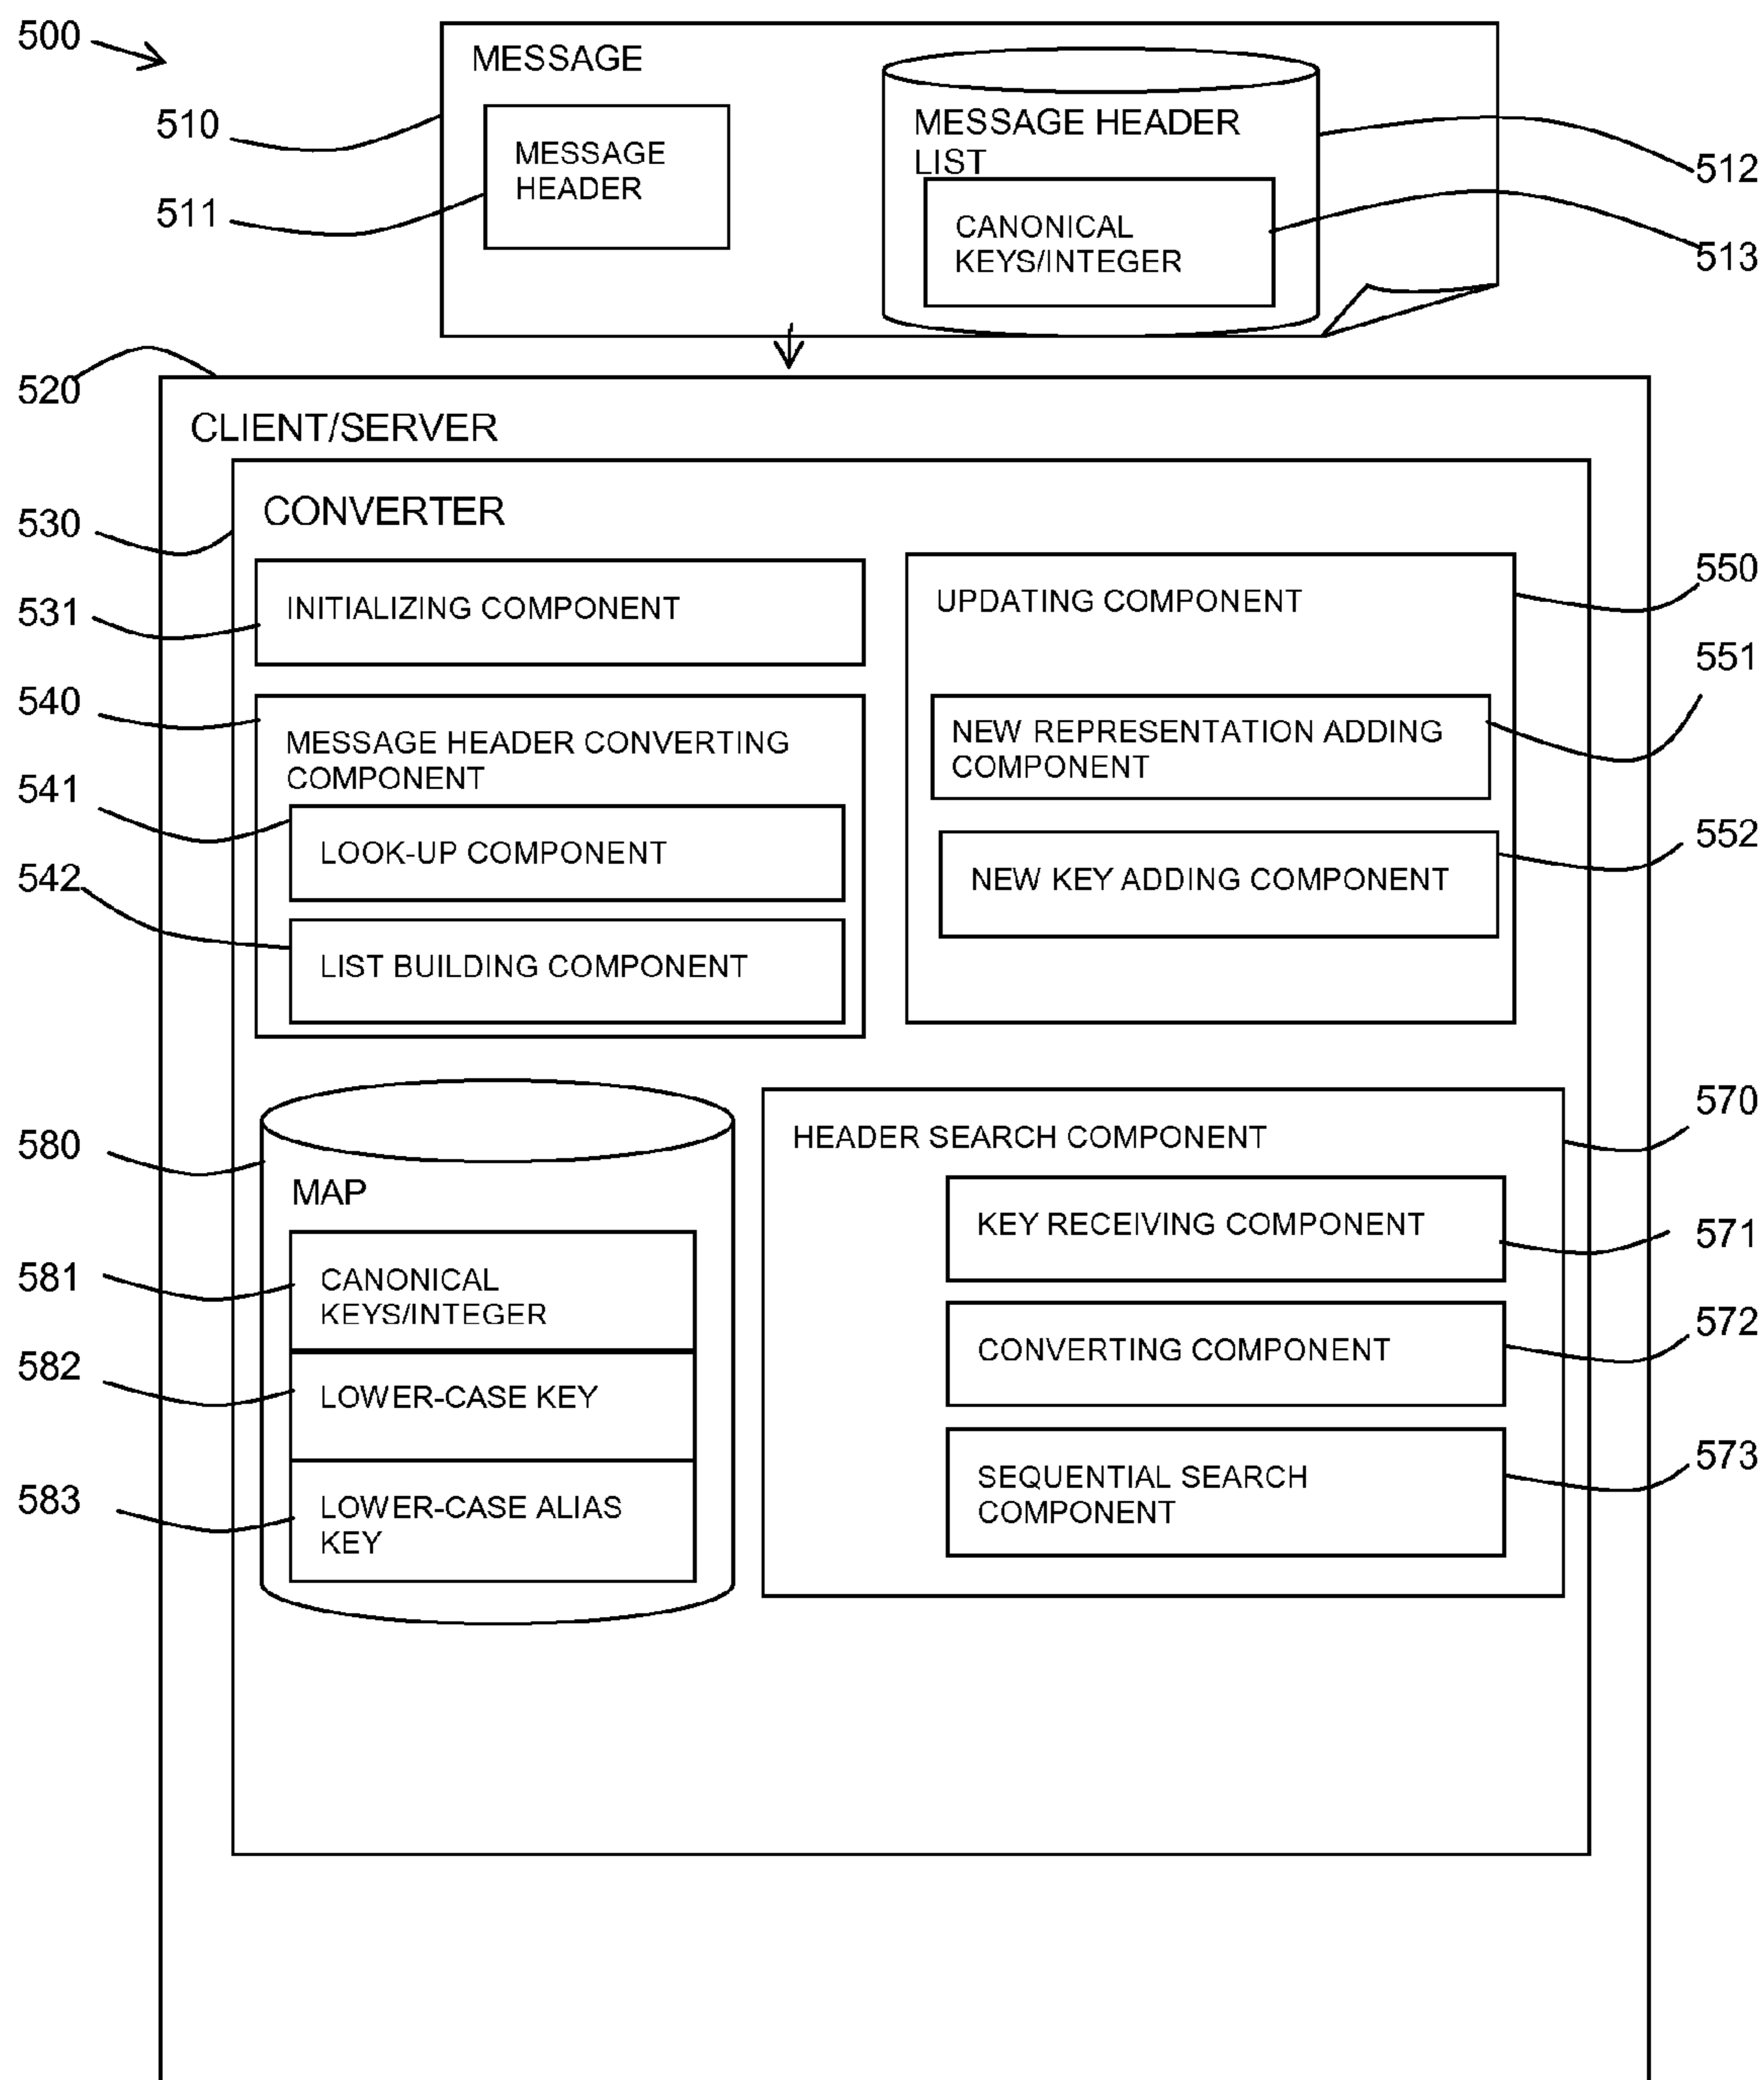 500
MESSAGE
510
MESSAGE
HEADER
511
MESSAGE HEADER
LIST
512
CANONICAL
KEYS/INTEGER
513
520
CLIENT/SERVER
530
CONVERTER
531
INITIALIZING COMPONENT
540
MESSAGE HEADER CONVERTING
COMPONENT
541
LOOK-UP COMPONENT
542
LIST BUILDING COMPONENT
550
UPDATING COMPONENT
551
NEW REPRESENTATION ADDING
COMPONENT
552
NEW KEY ADDING COMPONENT
580
MAP
581
CANONICAL
KEYS/INTEGER
582
LOWER-CASE KEY
583
LOWER-CASE ALIAS
KEY
570
HEADER SEARCH COMPONENT
KEY RECEIVING COMPONENT
571
CONVERTING COMPONENT
572
SEQUENTIAL SEARCH
COMPONENT
573